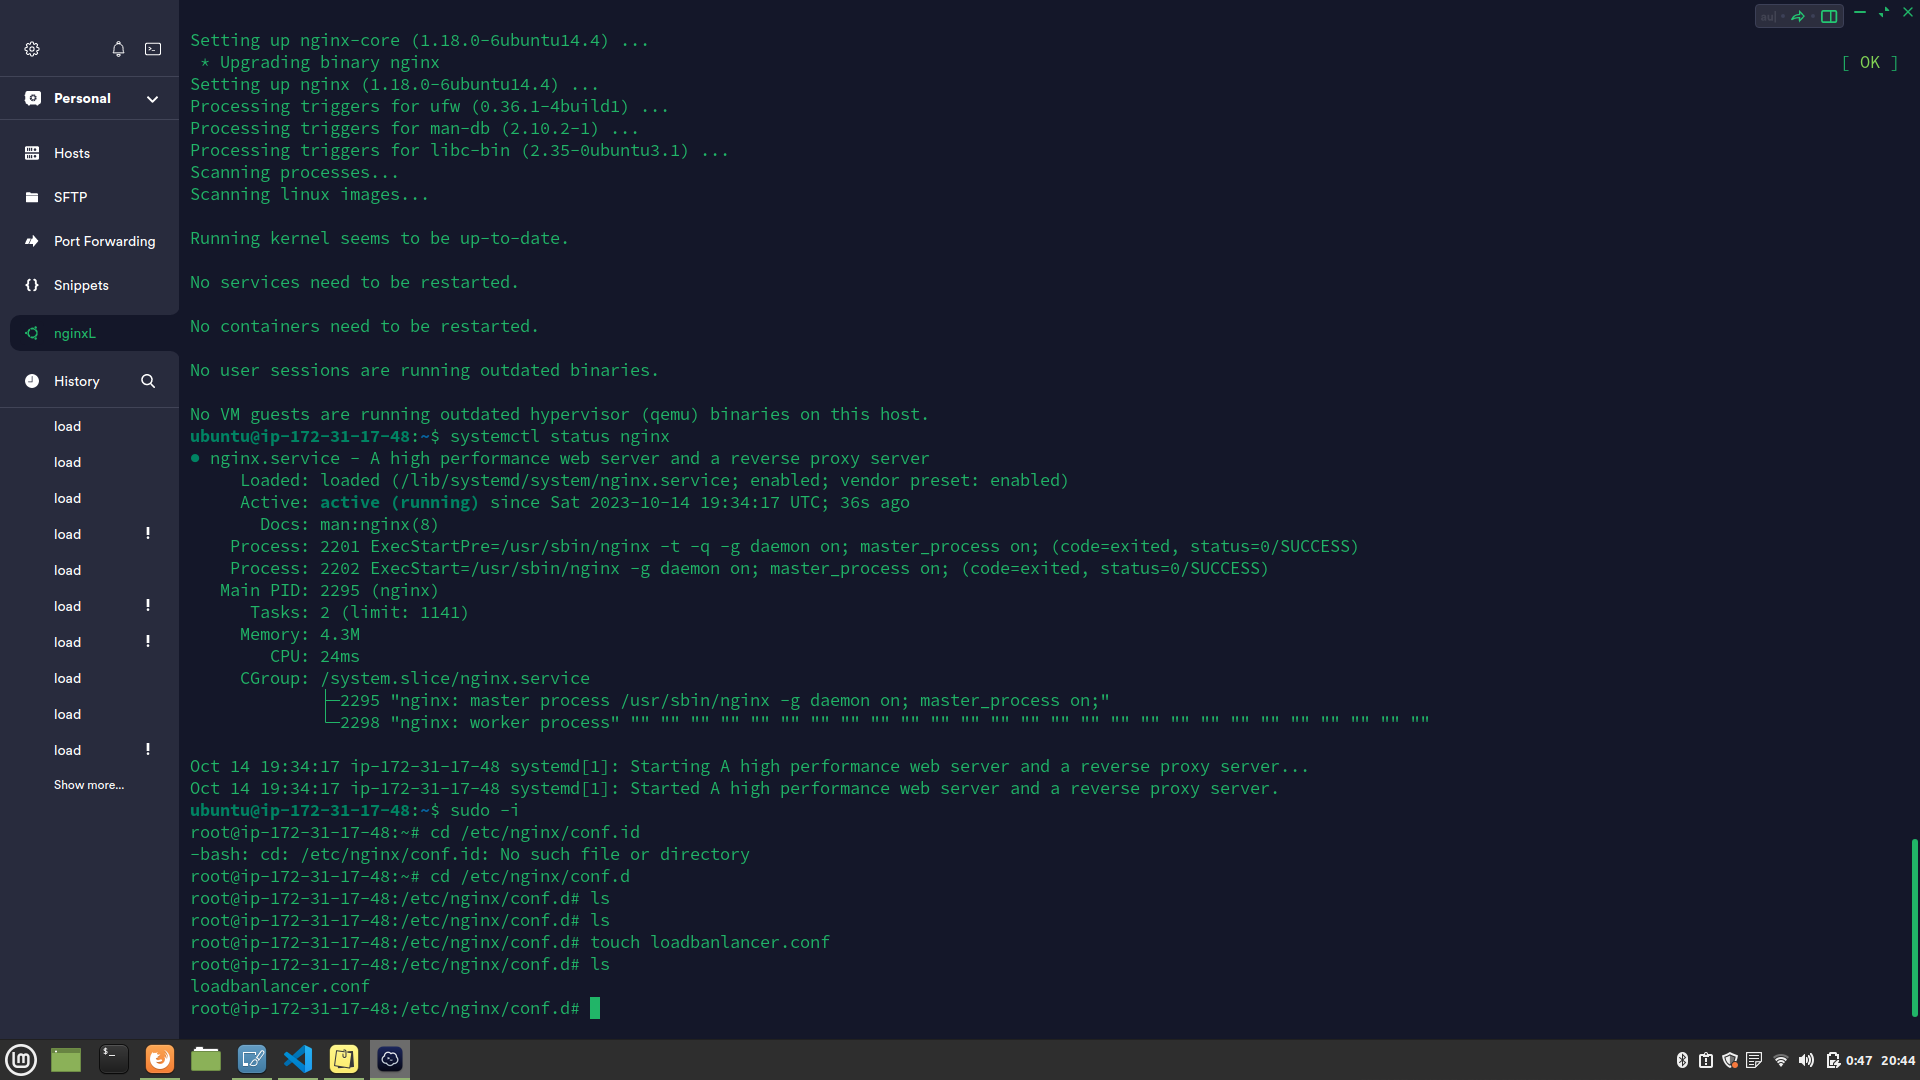 Setting up nginx-core (1.18.0-6ubuntu14.4) ...
* Upgrading binary nginx [ OK ]
Setting up nginx (1.18.0-6ubuntu14.4) ...
Processing triggers for ufw (0.36.1-4build1) ...
Processing triggers for man-db (2.10.2-1) ...
Processing triggers for libc-bin (2.35-0ubuntu3.1) ...
Scanning processes...
Scanning linux images...
Running kernel seems to be up-to-date.
No services need to be restarted.
No containers need to be restarted.
No user sessions are running outdated binaries.
No VM guests are running outdated hypervisor (qemu) binaries on this host.
ubuntu@ip-172-31-17-48:~$ systemctl status nginx
● nginx.service - A high performance web server and a reverse proxy server
Loaded: loaded (/lib/systemd/system/nginx.service; enabled; vendor preset: enabled)
Active: active (running) since Sat 2023-10-14 19:34:17 UTC; 36s ago
Docs: man:nginx(8)
Process: 2201 ExecStartPre=/usr/sbin/nginx -t -q -g daemon on; master_process on; (code=exited, status=0/SUCCESS)
Process: 2202 ExecStart=/usr/sbin/nginx -g daemon on; master_process on; (code=exited, status=0/SUCCESS)
Main PID: 2295 (nginx)
Tasks: 2 (limit: 1141)
Memory: 4.3M
CPU: 24ms
CGroup: /system.slice/nginx.service
├─2295 "nginx: master process /usr/sbin/nginx -g daemon on; master_process on;"
└─2298 "nginx: worker process" "" "" "" "" "" "" "" "" "" "" "" "" "" "" "" "" "" "" "" "" "" "" "" "" "" "" ""
Oct 14 19:34:17 ip-172-31-17-48 systemd[1]: Starting A high performance web server and a reverse proxy server...
Oct 14 19:34:17 ip-172-31-17-48 systemd[1]: Started A high performance web server and a reverse proxy server.
ubuntu@ip-172-31-17-48:~$ sudo -i
root@ip-172-31-17-48:~# cd /etc/nginx/conf.id
-bash: cd: /etc/nginx/conf.id: No such file or directory
root@ip-172-31-17-48:~# cd /etc/nginx/conf.d
root@ip-172-31-17-48:/etc/nginx/conf.d# ls
root@ip-172-31-17-48:/etc/nginx/conf.d# ls
root@ip-172-31-17-48:/etc/nginx/conf.d# touch loadbanlancer.conf
root@ip-172-31-17-48:/etc/nginx/conf.d# ls
loadbanlancer.conf
root@ip-172-31-17-48:/etc/nginx/conf.d#
Personal
Hosts
SFTP
Port Forwarding
Snippets
nginxL
History
load
load
load
load !
load
load !
load !
load
load
load !
Show more...
0:47 20:44